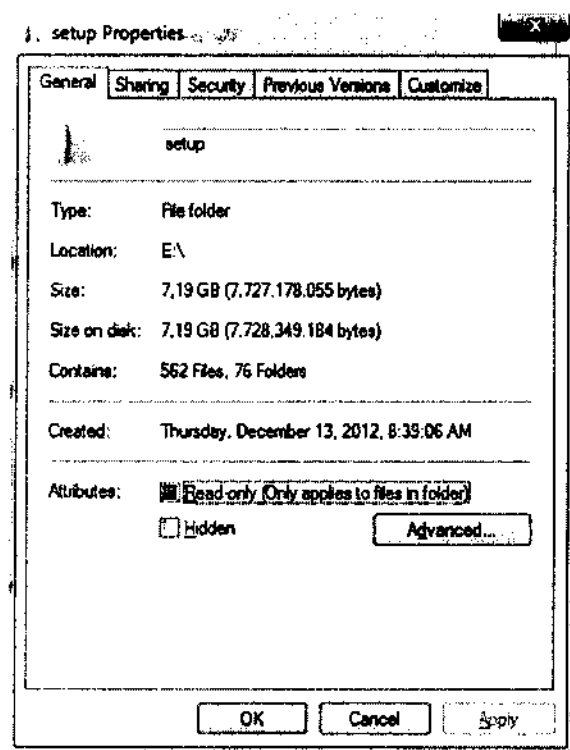 setup Properties
X
General Sharing Security Previous Versions Customize
setup
Type: File folder
Location: E:\
Size: 7,19 GB (7.727.178.055 bytes)
Size on disk: 7,19 GB (7.728.349.184 bytes)
Contains: 562 Files, 76 Folders
Created: Thursday, December 13, 2012, 8:39:06 AM
Attributes: Read-only (Only applies to files in folder)
Hidden Advanced...
OK Cancel Apply